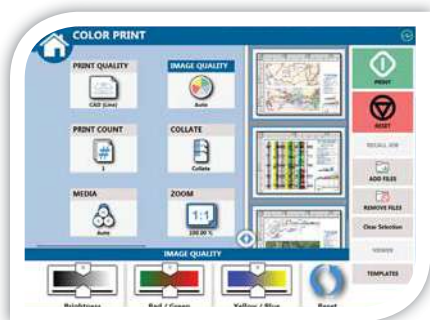 COLOR PRINT
PRINT QUALITY
CAD (Line)
IMAGE QUALITY
Auto
PRINT COUNT
#
1
COLLATE
Collate
MEDIA
Auto
ZOOM
1:1
100.00 %
PRINT
RESET
RECALL JOB
ADD FILES
REMOVE FILES
Clear Selection
VIEWER
TEMPLATES
IMAGE QUALITY
Brightness
Red / Green
Yellow / Blue
Reset